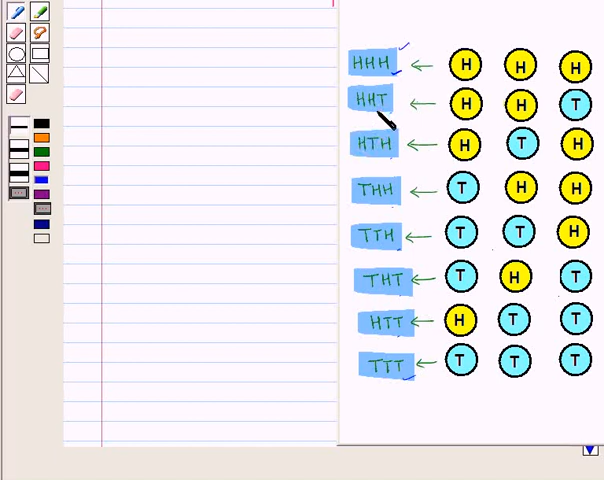 HHH ← H H H
HHT ← H H T
HTH ← H T H
THH ← T H H
TTH ← T T H
THT ← T H T
HTT ← H T T
TTT ← T T T